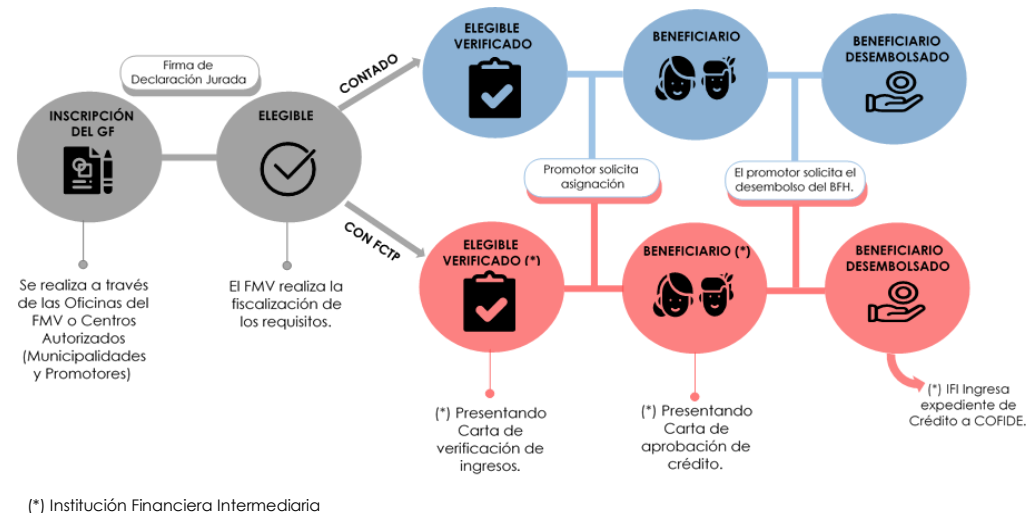 Firma de
Declaración Jurada
INSCRIPCIÓN
DEL GF
ELEGIBLE
CONTADO
CON FCTP
ELEGIBLE
VERIFICADO
BENEFICIARIO
BENEFICIARIO
DESEMBOLSADO
Promotor solicita
asignación
El promotor solicita el
desembolso del BFH.
ELEGIBLE
VERIFICADO (*)
BENEFICIARIO (*)
BENEFICIARIO
DESEMBOLSADO
Se realiza a través
de las Oficinas del
FMV o Centros
Autorizados
(Municipalidades
y Promotores)
El FMV realiza la
fiscalización de
los requisitos.
(*) Presentando
Carta de
verificación de
ingresos.
(*) Presentando
Carta de
aprobación de
crédito.
(*) IFI Ingresa
expediente de
Crédito a COFIDE.
(*) Institución Financiera Intermediaria